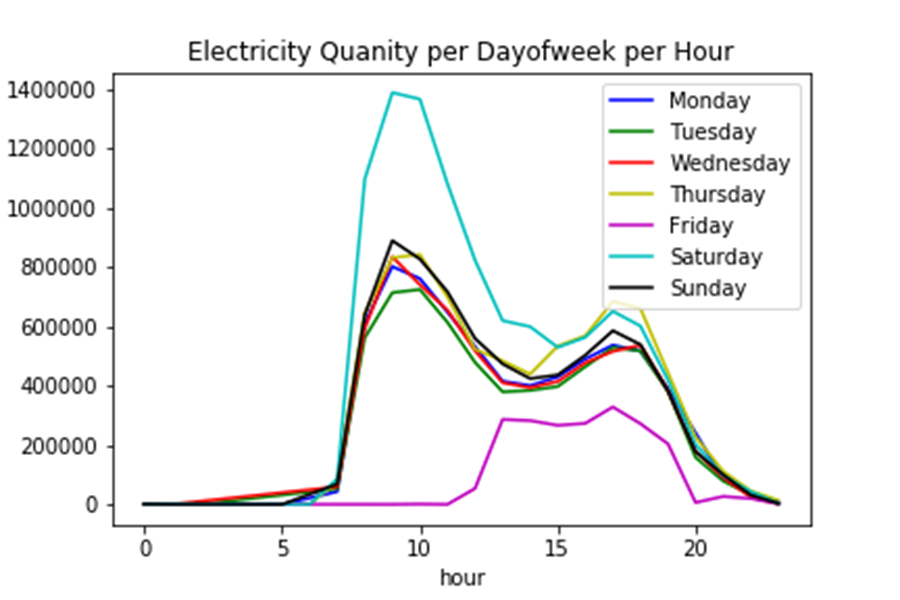 Electricity Quanity per Dayofweek per Hour
1400000
1200000
1000000
800000
600000
400000
200000
0
Monday
Tuesday
Wednesday
Thursday
Friday
Saturday
Sunday
0 5 10 15 20
hour